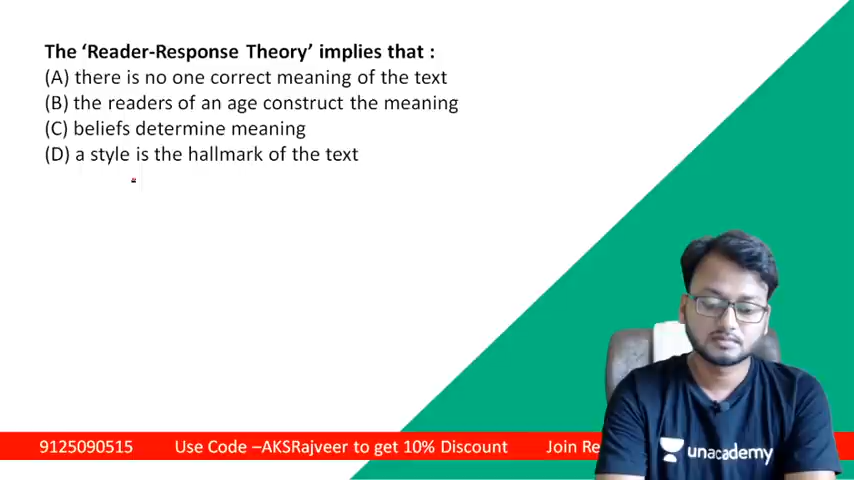 The ‘Reader-Response Theory’ implies that :
(A) there is no one correct meaning of the text
(B) the readers of an age construct the meaning
(C) beliefs determine meaning
(D) a style is the hallmark of the text
unacademy
9125090515 Use Code –AKSRajveer to get 10% Discount Join Re